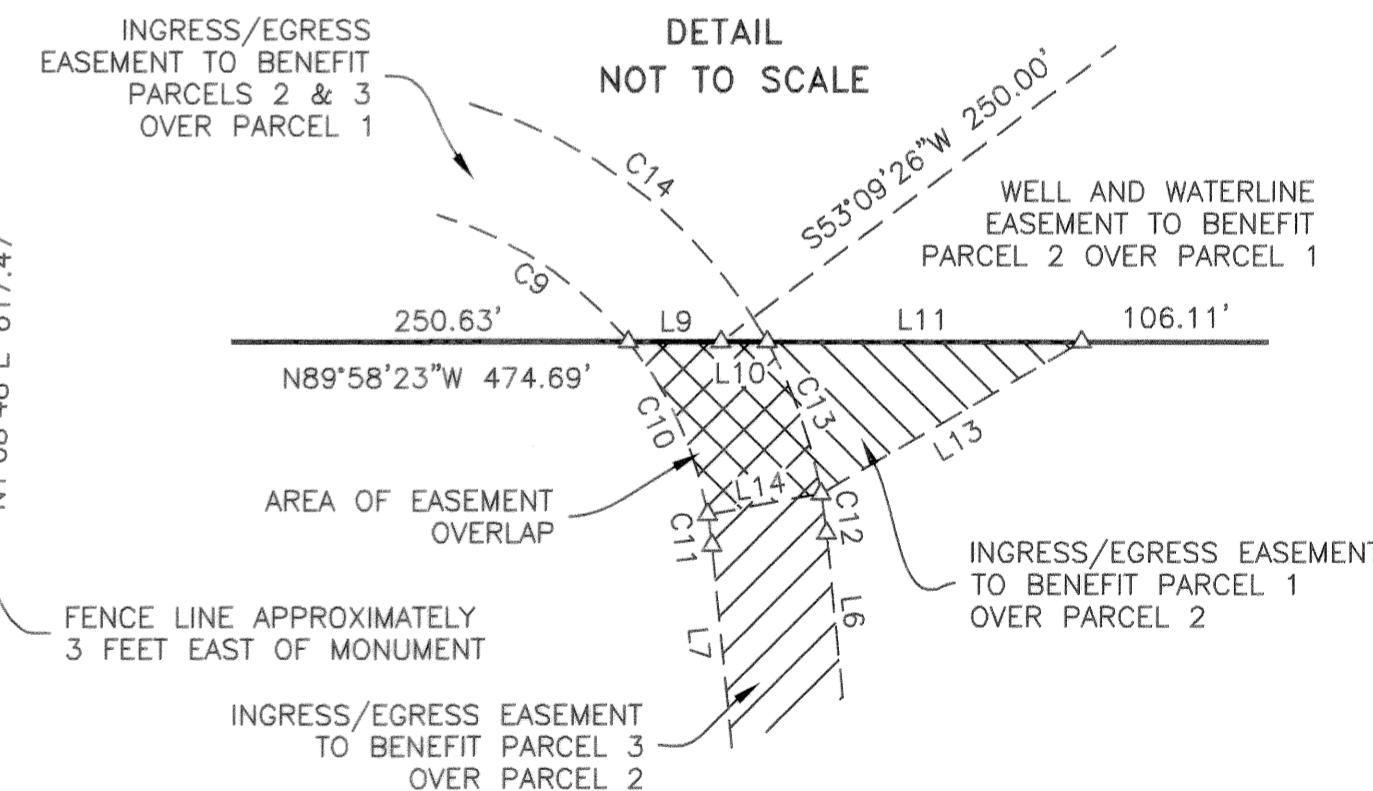 DETAIL
NOT TO SCALE
INGRESS/EGRESS
EASEMENT TO BENEFIT
PARCELS 2 & 3
OVER PARCEL 1
C14
S53°09'26"W 250.00'
WELL AND WATERLINE
EASEMENT TO BENEFIT
PARCEL 2 OVER PARCEL 1
C9
250.63'
L9
L11
106.11'
N89°58'23"W 474.69'
L10
C10
C13
L13
AREA OF EASEMENT
OVERLAP
L14
C11
C12
INGRESS/EGRESS EASEMENT
TO BENEFIT PARCEL 1
OVER PARCEL 2
FENCE LINE APPROXIMATELY
3 FEET EAST OF MONUMENT
L7
L6
INGRESS/EGRESS EASEMENT
TO BENEFIT PARCEL 3
OVER PARCEL 2